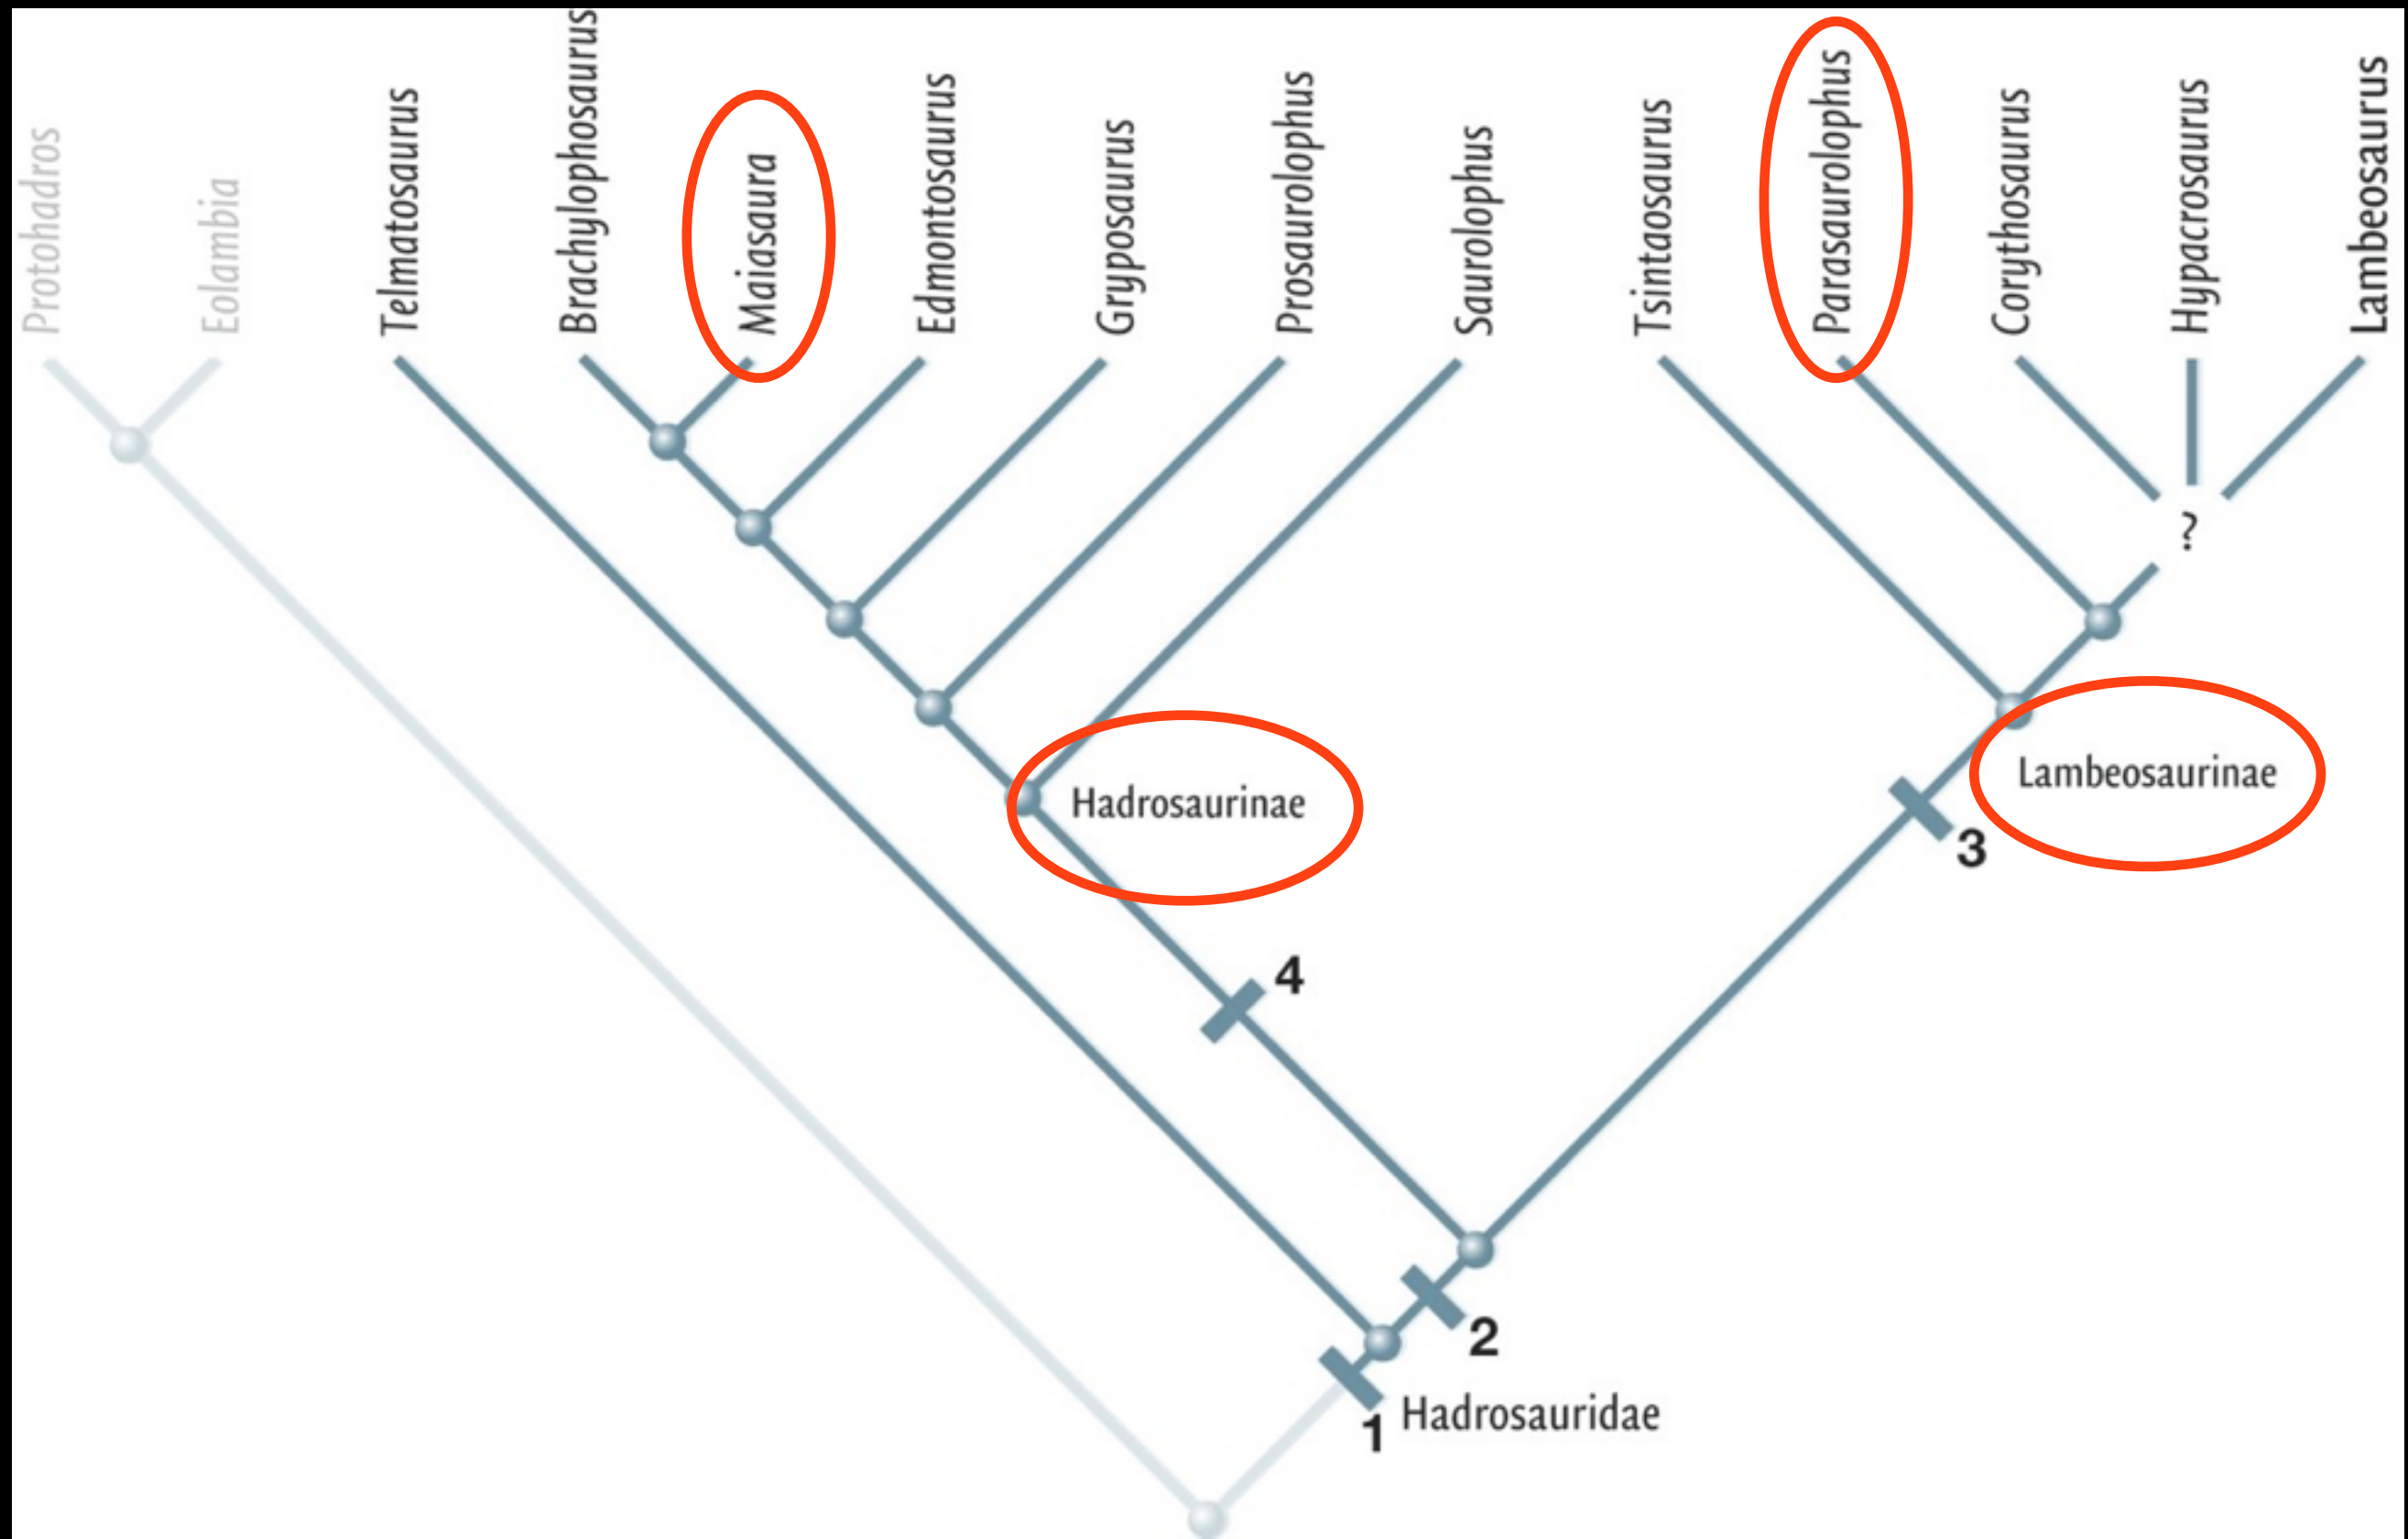 Protohadros
Eolambia
Telmatosaurus
Brachylophosaurus
Maiasaura
Edmontosaurus
Gryposaurus
Prosaurolophus
Saurolophus
Tsintaosaurus
Parasaurolophus
Corythosaurus
Hypacrosaurus
Lambeosaurus
?
Lambeosaurinae
Hadrosaurinae
3
4
2
Hadrosauridae
1